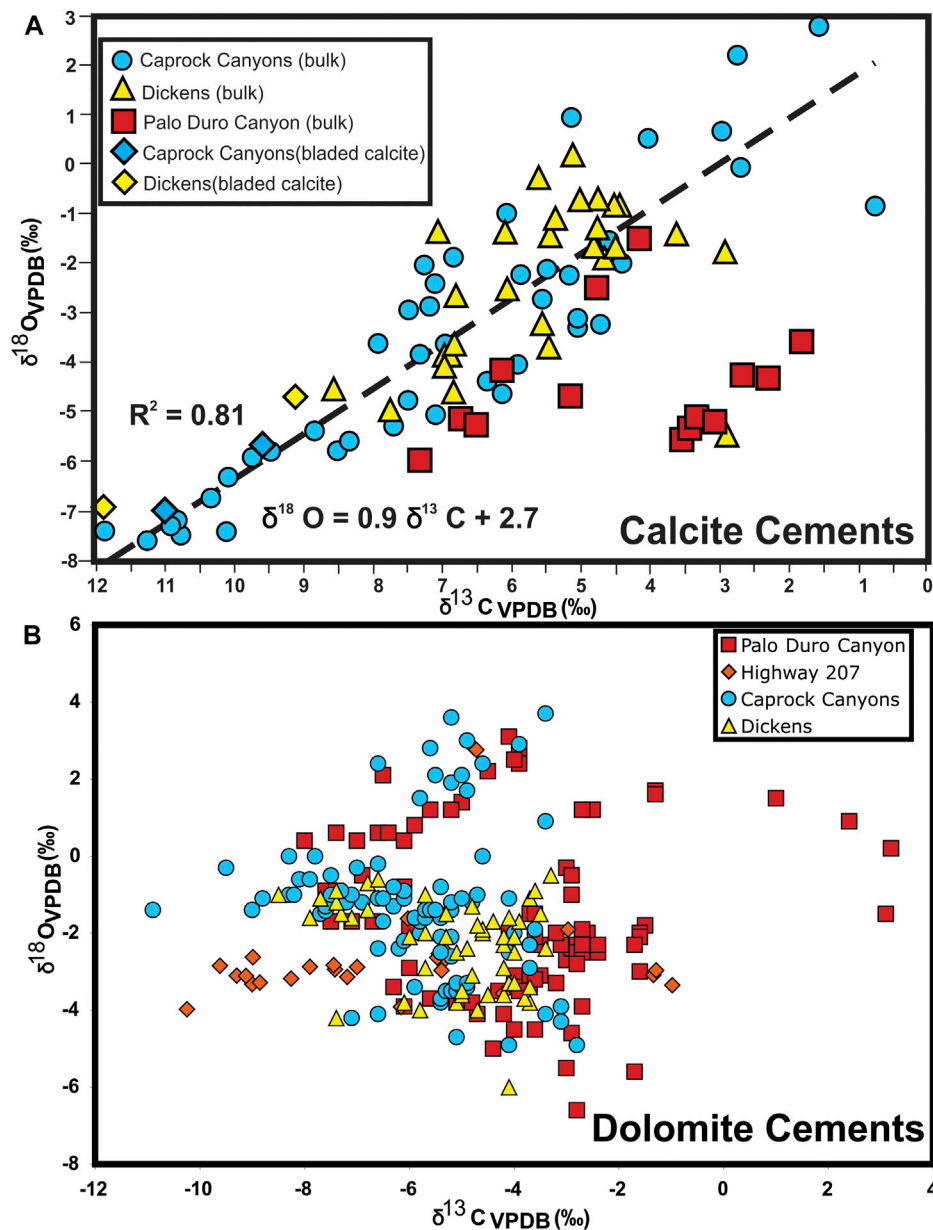 A
3
2
1
0
-1
-2
-3
-4
-5
-6
-7
-8
δ18OVPDB(‰)
Caprock Canyons (bulk)
Dickens (bulk)
Palo Duro Canyon (bulk)
Caprock Canyons(bladed calcite)
Dickens(bladed calcite)
R² = 0.81
δ¹⁸ O = 0.9 δ¹³ C + 2.7
Calcite Cements
12 11 10 9 8 7 6 5 4 3 2 1 0
δ¹³ CVPDB(‰)
B
6
4
2
0
-2
-4
-6
-8
δ18OVPDB(‰)
Palo Duro Canyon
Highway 207
Caprock Canyons
Dickens
Dolomite Cements
-12 -10 -8 -6 -4 -2 0 2 4
δ¹³ CVPDB(‰)